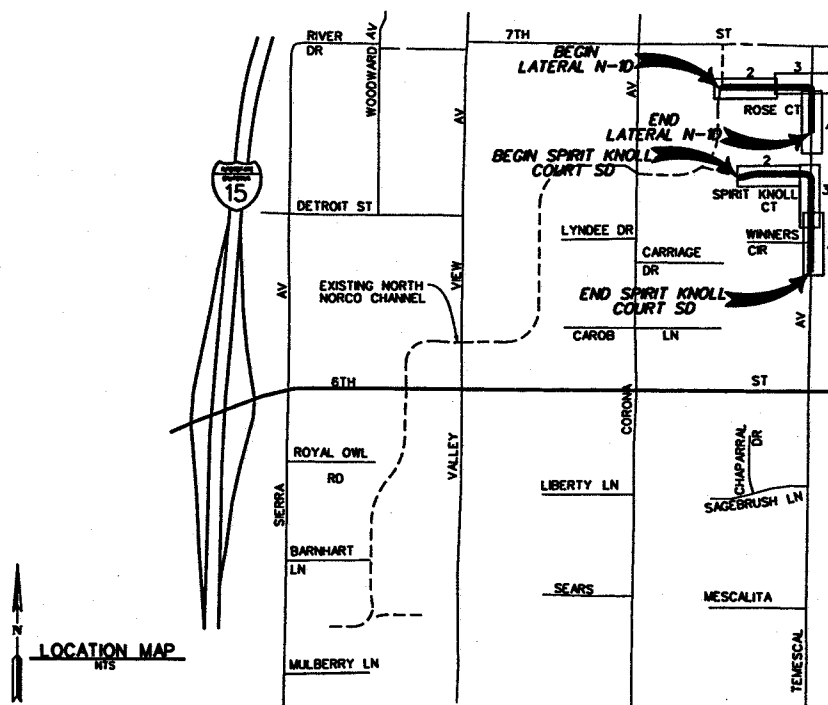 RIVER
DR
WOODWARD AV
7TH
ST
BEGIN
LATERAL N-1D
AV
AV
2
3
ROSE CT
END
LATERAL N-1D
BEGIN SPIRIT KNOLL
COURT SD
2
3
SPIRIT KNOLL
CT
15
DETROIT ST
LYNDEE DR
WINNERS
CIR
CARRIAGE
DR
AV
EXISTING NORTH
NORCO CHANNEL
VIEW
END SPIRIT KNOLL
COURT SD
AV
CAROB LN
6TH
ST
CORONA
ROYAL OWL
RD
VALLEY
CHAPARRAL
DR
LIBERTY LN
SAGEBRUSH LN
SIERRA
BARNHART
LN
SEARS
MESCALITA
N
LOCATION MAP
NTS
MULBERRY LN
TEMESCAL